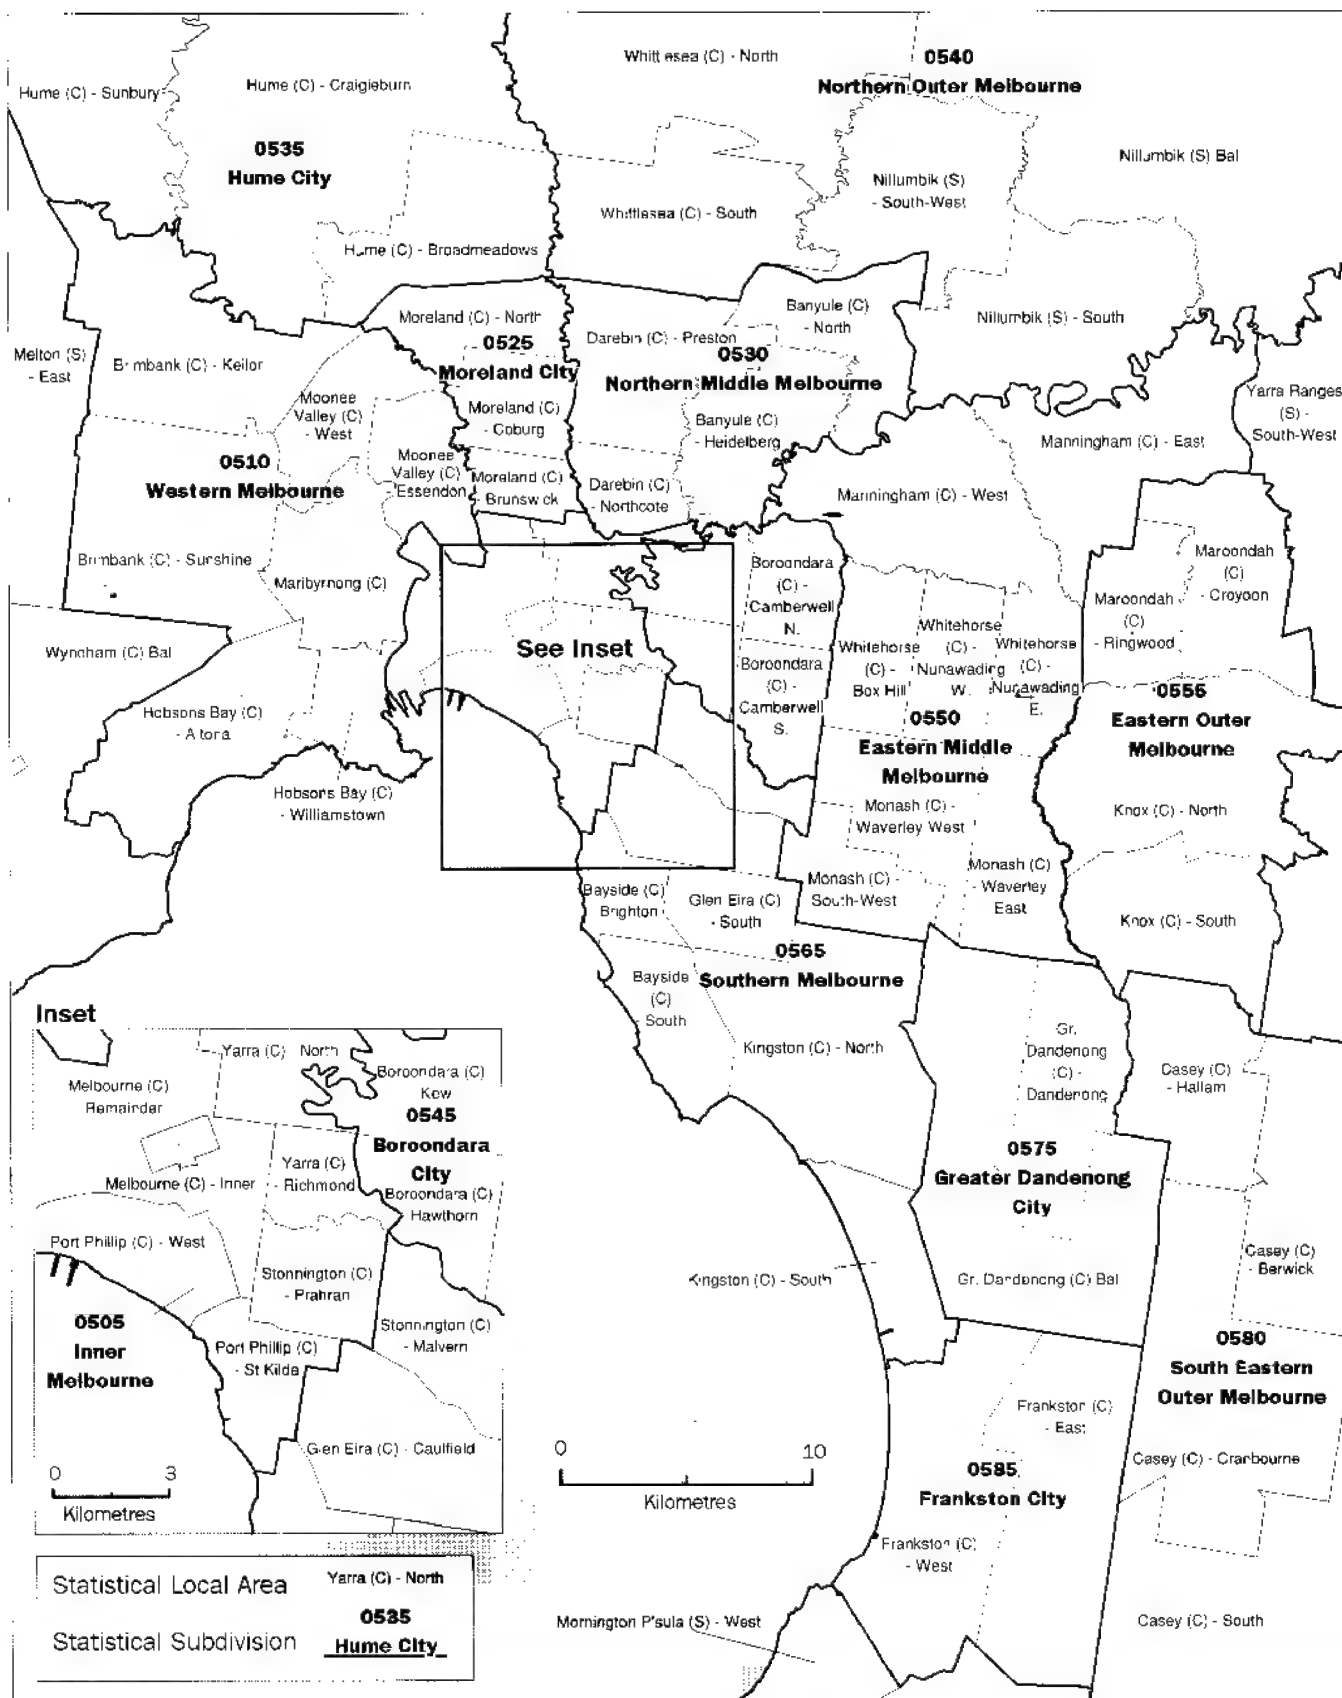 Whittlesea (C) - North
0540
Northern Outer Melbourne
Hume (C) - Sunbury
Hume (C) - Craigieburn
0535
Hume City
Nillumbik (S) Bal
Nillumbik (S)
- South-West
Whittlesea (C) - South
Hume (C) - Broadmeadows
Moreland (C) - North
0525
Moreland City
Banyule (C)
- North
Nillumbik (S) - South
Darebin (C) - Preston
0530
Northern Middle Melbourne
Melton (S)
- East
Brimbank (C) - Keilor
Moonee
Valley (C)
- West
Moreland (C)
- Coburg
Banyule (C)
- Heidelberg
Yarra Ranges
(S) -
South-West
Manningham (C) - East
0510
Western Melbourne
Moonee
Valley (C)
- Essendon
Moreland (C)
- Brunswick
Darebin (C)
- Northcote
Manningham (C) - West
Brimbank (C) - Sunshine
Maribyrnong (C)
Boroondara
(C) -
Camberwell
N.
Maroondah
(C)
- Croydon
Maroondah
(C)
- Ringwood
Wyndham (C) Bal
See Inset
Boroondara
(C) -
Camberwell
S.
Whitehorse
(C) -
Box Hill
Whitehorse
(C) -
Nunawading
W.
Whitehorse
(C) -
Nunawading
E.
Hobsons Bay (C)
- Altona
0550
Eastern Middle
Melbourne
0555
Eastern Outer
Melbourne
Hobsons Bay (C)
- Williamstown
Monash (C) -
Waverley West
Knox (C) - North
Bayside (C)
Brighton
Glen Eira (C)
- South
Monash (C) -
South-West
Monash (C)
- Waverley
East
Knox (C) - South
0565
Southern Melbourne
Bayside
(C)
- South
Kingston (C) - North
Gr.
Dandenong
(C) -
Dandenong
Casey (C)
- Hallam
0575
Greater Dandenong
City
Kingston (C) - South
Gr. Dandenong (C) Bal
Casey (C)
- Berwick
0580
South Eastern
Outer Melbourne
Frankston (C)
- East
Casey (C) - Cranbourne
0585
Frankston City
Frankston (C)
- West
Mornington P'sula (S) - West
Casey (C) - South
0 10
Kilometres
Inset
Yarra (C) North
Melbourne (C)
Remainder
Boroondara (C)
Kew
0545
Boroondara
City
Yarra (C)
- Richmond
Melbourne (C) - Inner
Boroondara (C)
Hawthorn
Port Phillip (C) - West
Stonnington (C)
- Prahran
0505
Inner
Melbourne
Port Phillip (C)
- St Kilda
Stonnington (C)
- Malvern
Glen Eira (C) - Caulfield
0 3
Kilometres
Statistical Local Area Yarra (C) - North
0535
Statistical Subdivision Hume City